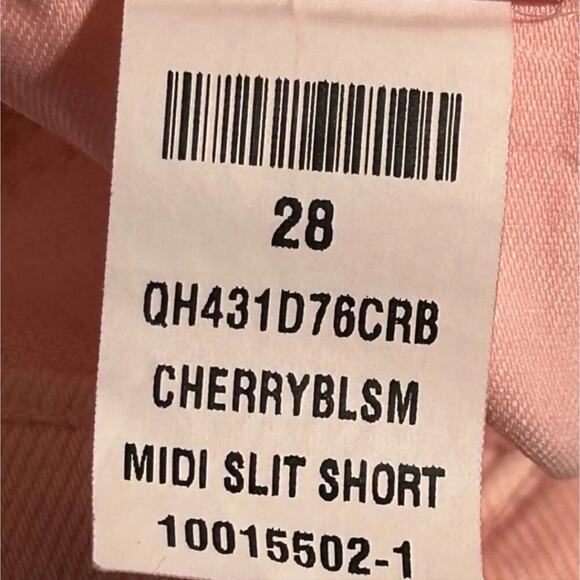 28
QH431D76CRB
CHERRYBLSM
MIDI SLIT SHORT
10015502-1